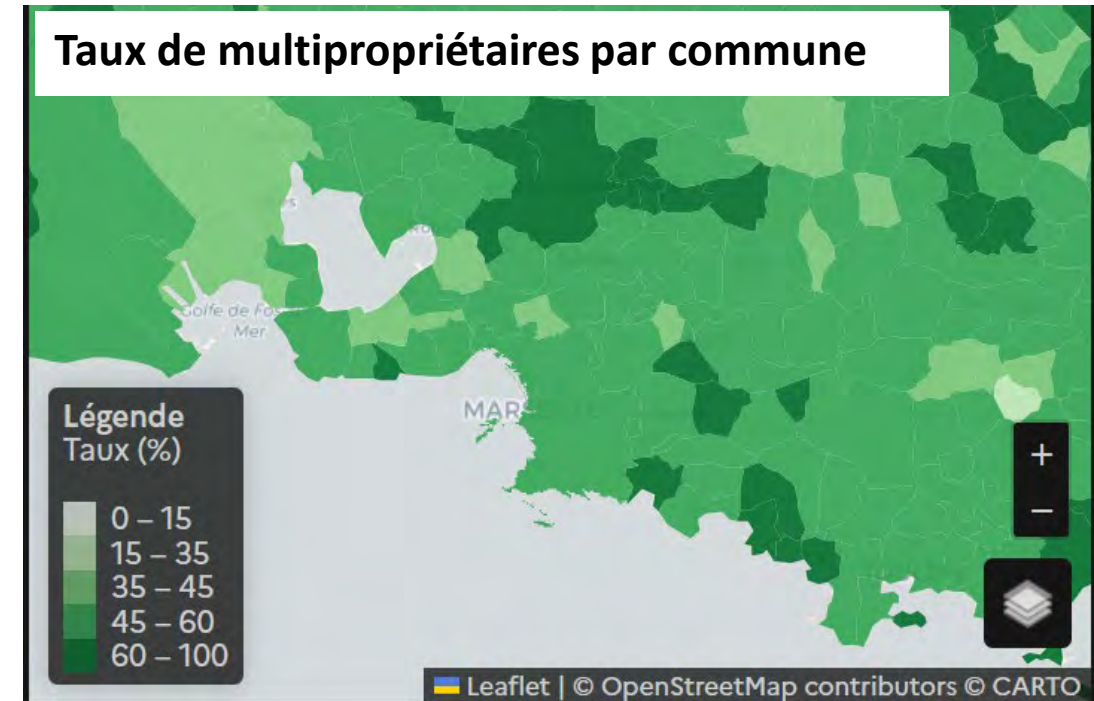 Taux de multipropriétaires par commune
Golfe de Fos
Mer
MARSEILLE
Légende
Taux (%)
0 – 15
15 – 35
35 – 45
45 – 60
60 – 100
+
−
Leaflet | © OpenStreetMap contributors © CARTO